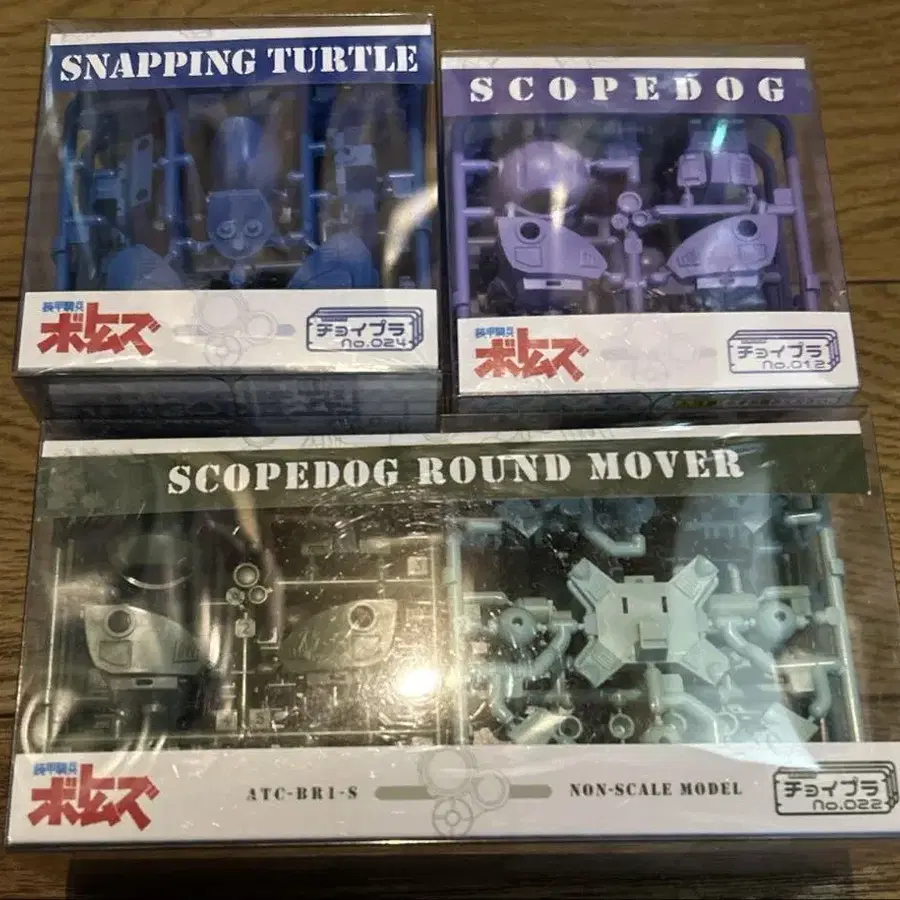 SNAPPING TURTLE
装甲騎兵
ボトムズ
チョイプラ
No.024
SCOPEDOG
装甲騎兵
ボトムズ
チョイプラ
No.012
SCOPEDOG ROUND MOVER
装甲騎兵
ボトムズ
ATC-BR1-S
NON-SCALE MODEL
チョイプラ
No.022